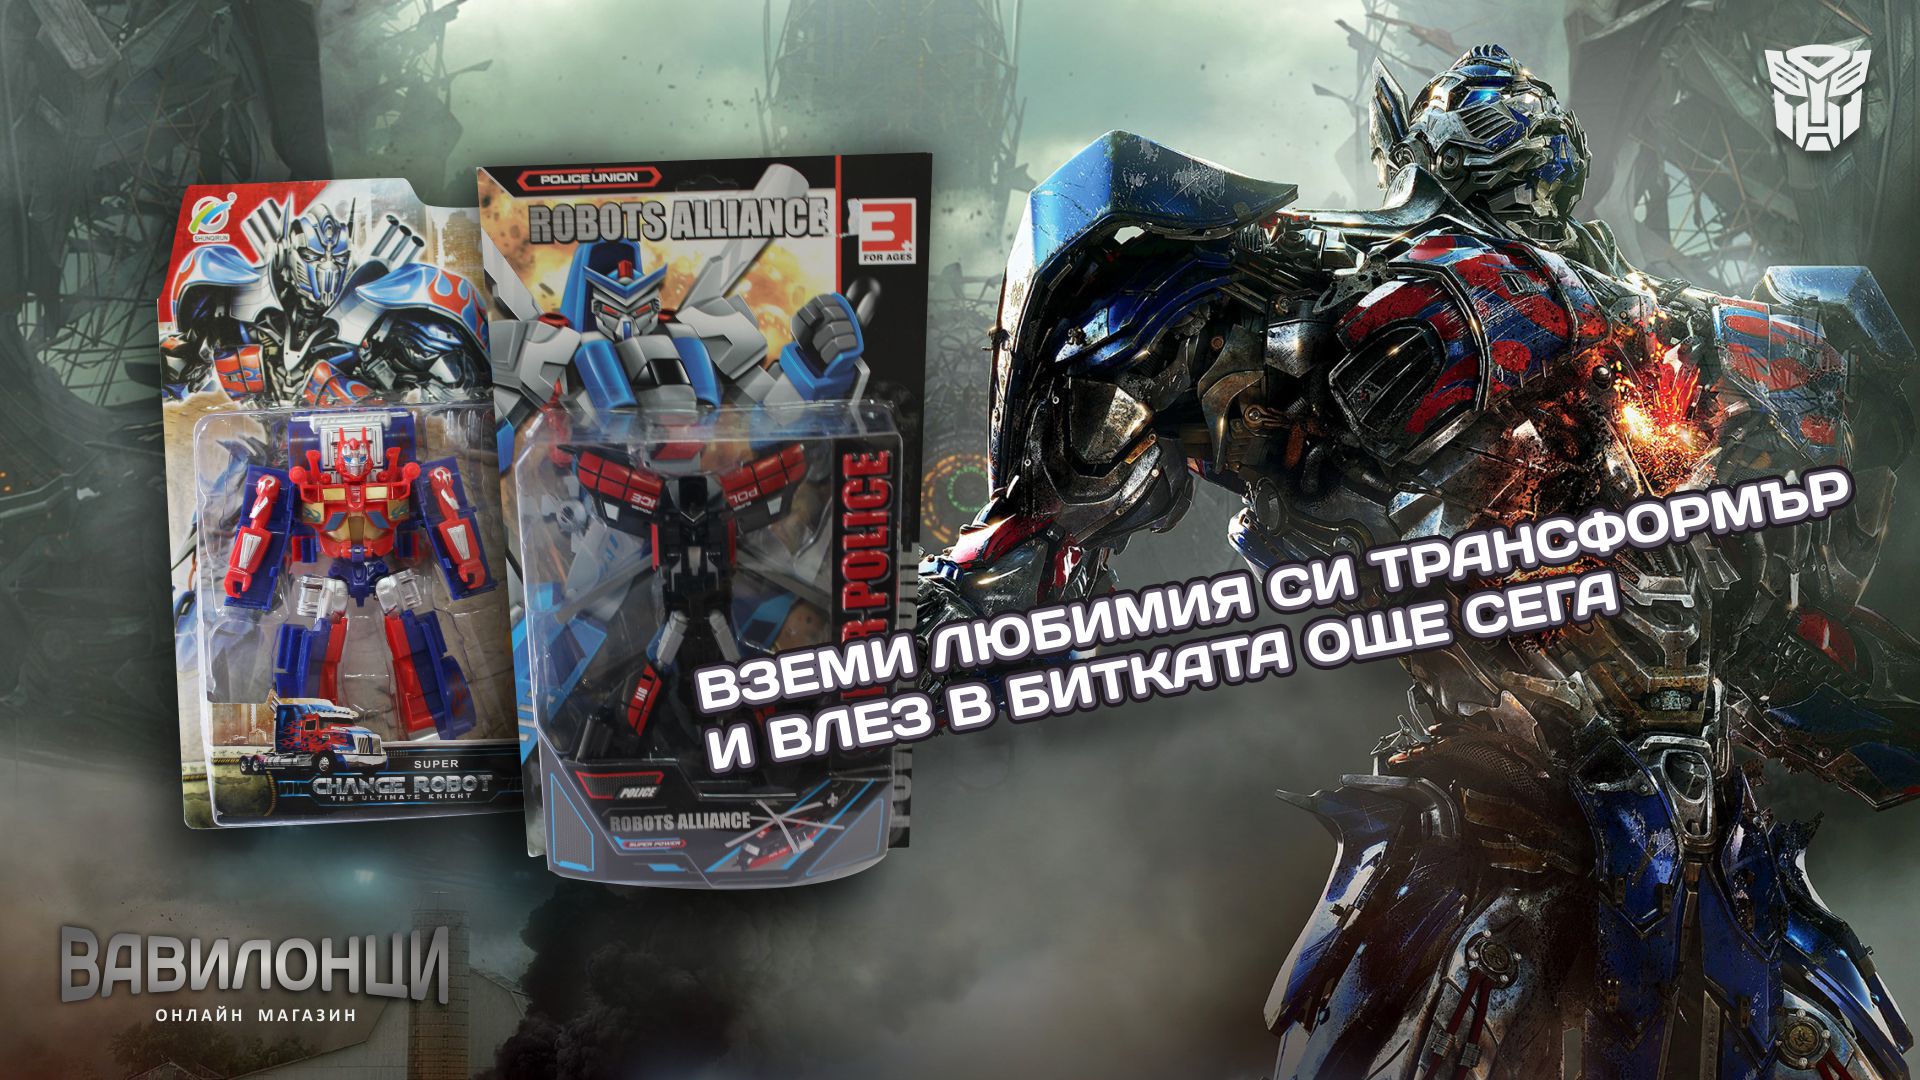 SHUNQIRUN
POLICE UNION
ROBOTS ALLIANCE
3+
FOR AGES
POLICE
ВЗЕМИ ЛЮБИМИЯ СИ ТРАНСФОРМЪР
И ВЛЕЗ В БИТКАТА ОЩЕ СЕГА
SUPER
CHANGE ROBOT
THE ULTIMATE KNIGHT
POLICE
ROBOTS ALLIANCE
SUPER POWER
ВАВИЛОНЦИ
ОНЛАЙН МАГАЗИН